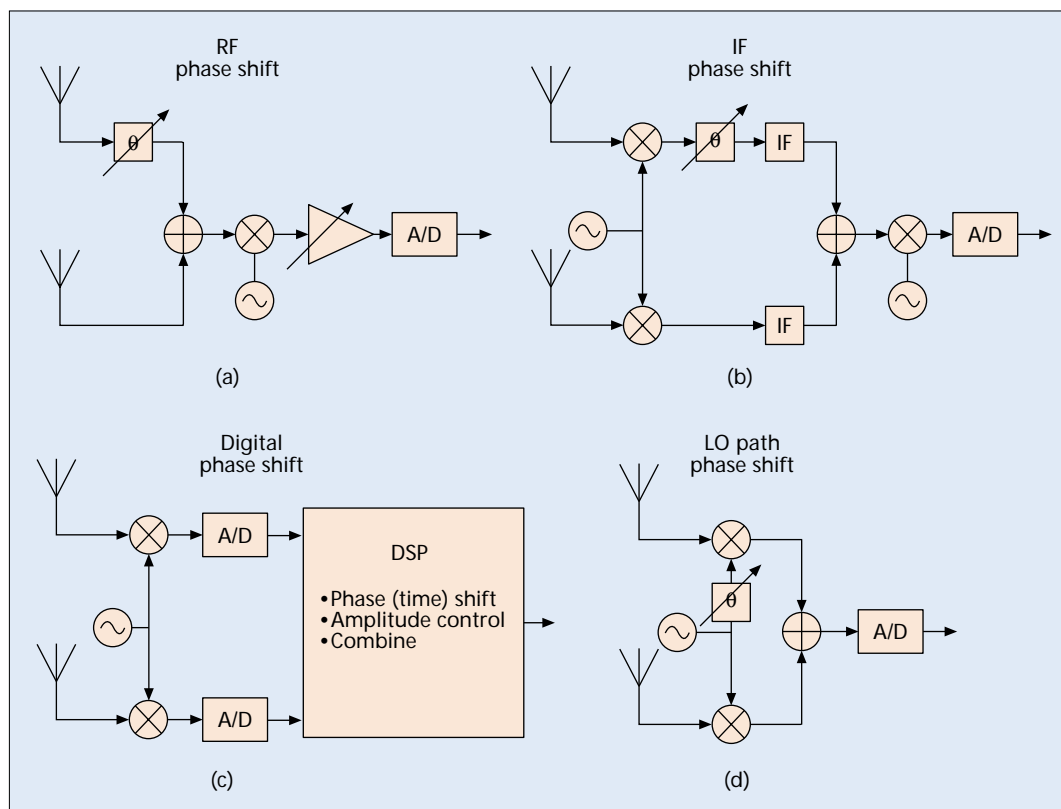 RF
phase shift
θ
A/D
(a)
IF
phase shift
θ
IF
IF
A/D
(b)
Digital
phase shift
A/D
A/D
DSP
•Phase (time) shift
•Amplitude control
•Combine
(c)
LO path
phase shift
θ
A/D
(d)